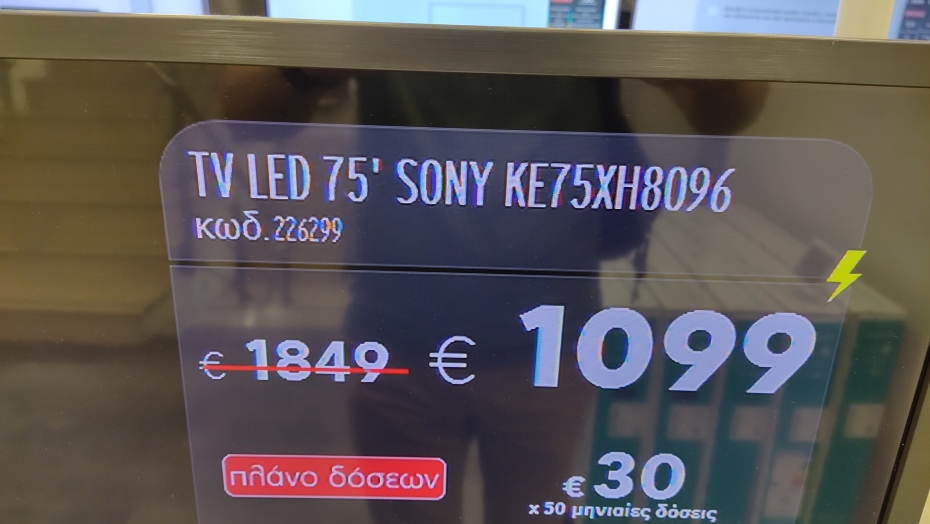 TV LED 75' SONY KE75XH8096
κωδ.226299
€ 1849 € 1099
πλάνο δόσεων
€ 30
x 50 μηνιαίες δόσεις